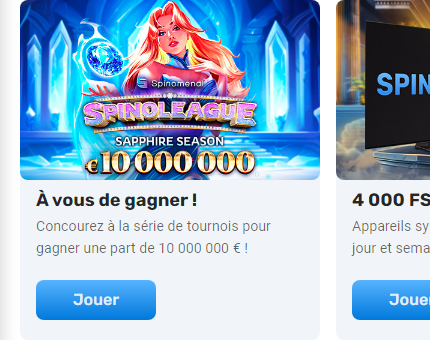 Spinomenal
SPINOLEAGUE
SAPPHIRE SEASON
€10 000 000
À vous de gagner !
Concourez à la série de tournois pour
gagner une part de 10 000 000 € !
Jouer
SPIN
4 000 FS
Appareils sy
jour et sema
Jouer